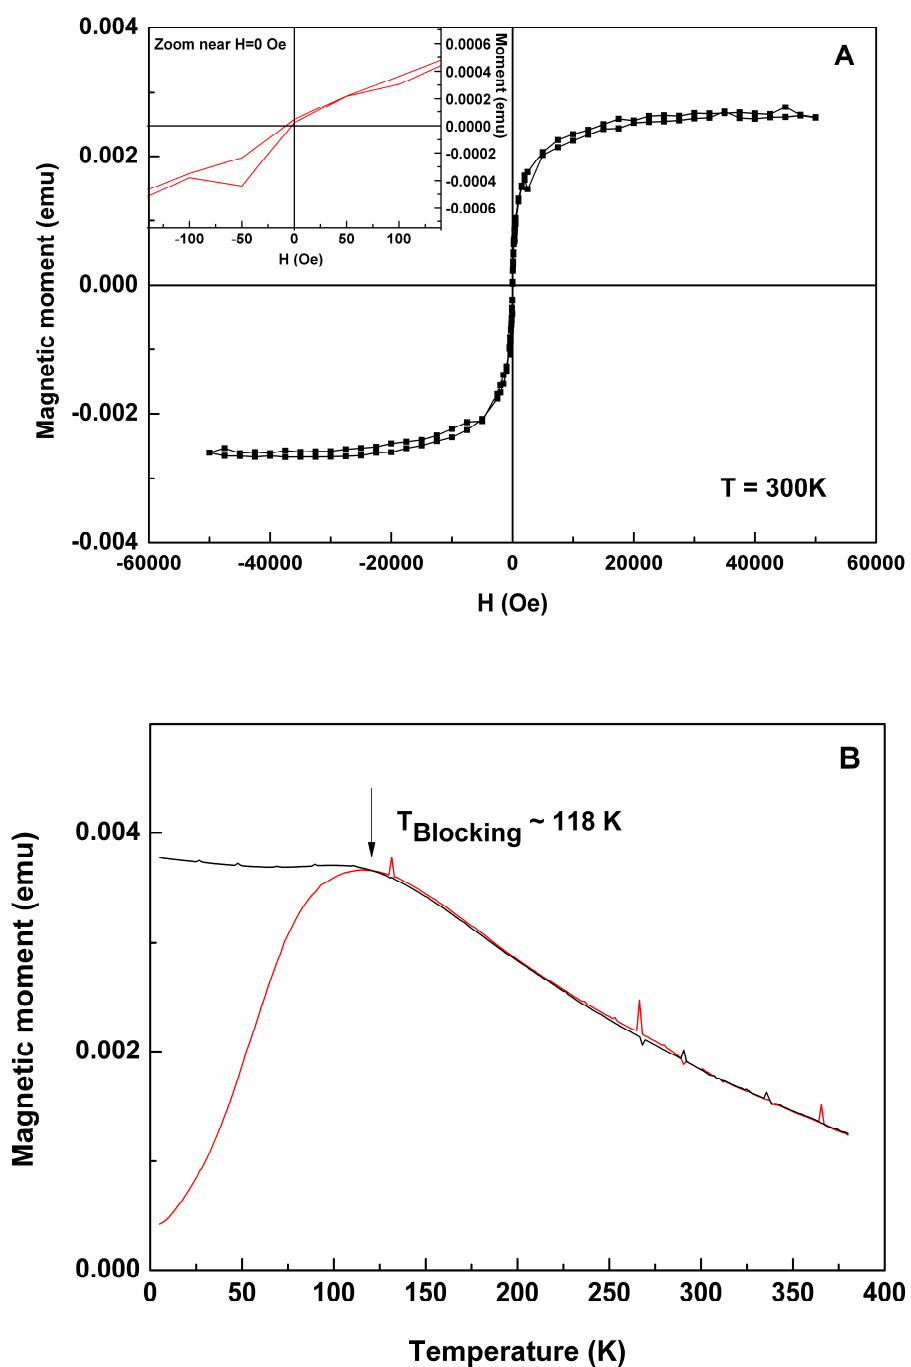 0.004
0.002
0.000
-0.002
-0.004
Magnetic moment (emu)
Zoom near H=0 Oe
Moment (emu)
0.0006
0.0004
0.0002
0.0000
-0.0002
-0.0004
-0.0006
-100 -50 0 50 100
H (Oe)
A
T = 300K
-60000 -40000 -20000 0 20000 40000 60000
H (Oe)
B
TBlocking ~ 118 K
0.004
0.002
0.000
Magnetic moment (emu)
0 50 100 150 200 250 300 350 400
Temperature (K)